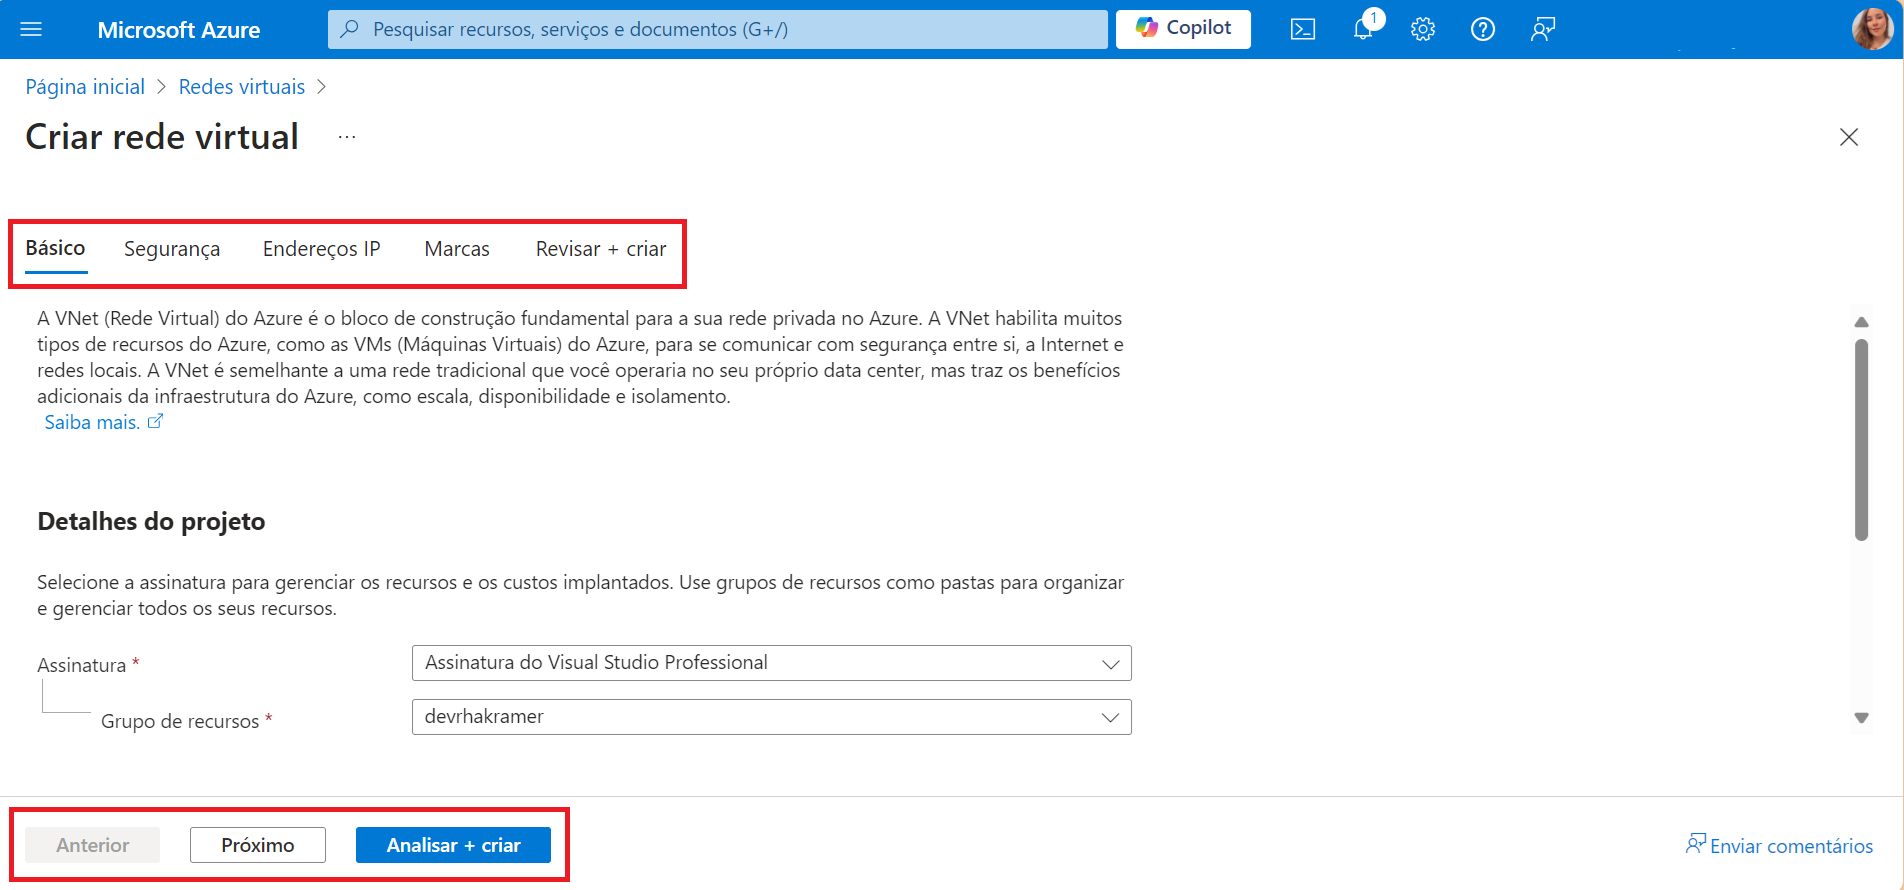 Microsoft Azure
Pesquisar recursos, serviços e documentos (G+/)
Copilot
1
Página inicial > Redes virtuais >
Criar rede virtual ...
Básico Segurança Endereços IP Marcas Revisar + criar
A VNet (Rede Virtual) do Azure é o bloco de construção fundamental para a sua rede privada no Azure. A VNet habilita muitos
tipos de recursos do Azure, como as VMs (Máquinas Virtuais) do Azure, para se comunicar com segurança entre si, a Internet e
redes locais. A VNet é semelhante a uma rede tradicional que você operaria no seu próprio data center, mas traz os benefícios
adicionais da infraestrutura do Azure, como escala, disponibilidade e isolamento.
Saiba mais.
Detalhes do projeto
Selecione a assinatura para gerenciar os recursos e os custos implantados. Use grupos de recursos como pastas para organizar
e gerenciar todos os seus recursos.
Assinatura * Assinatura do Visual Studio Professional
Grupo de recursos * devrhakramer
Anterior Próximo Analisar + criar Enviar comentários